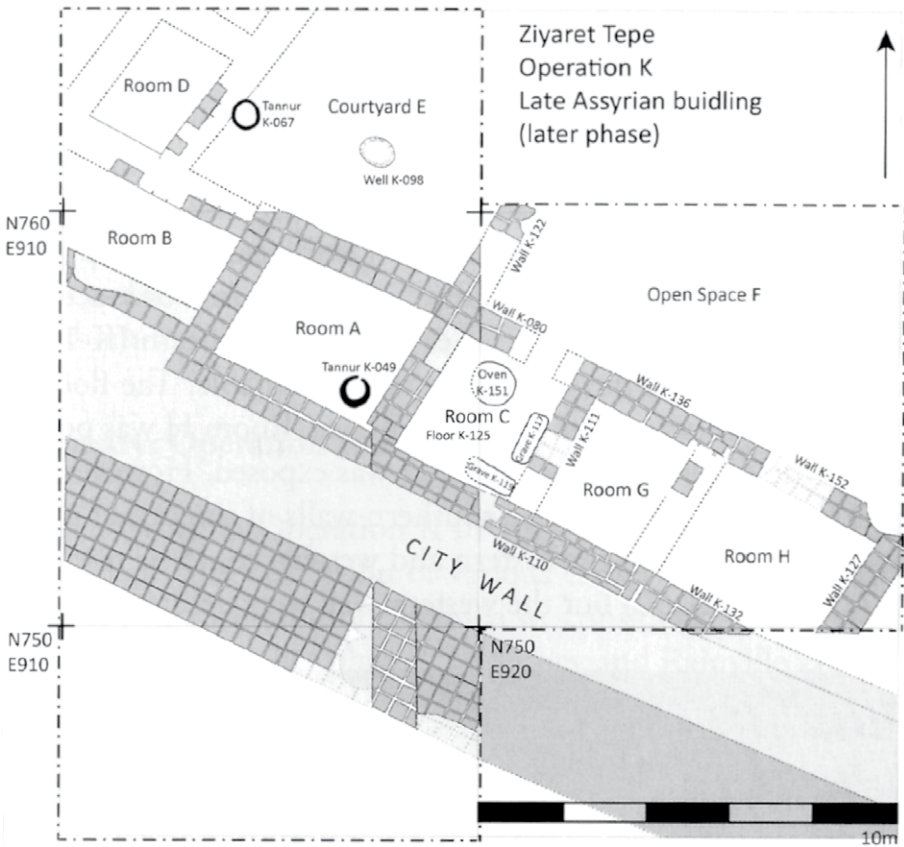 Ziyaret Tepe
Operation K
Late Assyrian buidling
(later phase)
Room D
Tannur
K-067
Courtyard E
Well K-098
N760
E910
Room B
Wall K-122
Open Space F
Room A
Wall K-080
Tannur K-049
Oven
K-151
Wall K-136
Room C
Floor K-125
Grave K-117
Wall K-111
Wall K-152
Room G
Room H
Wall K-110
Wall K-127
Wall K-132
CITY WALL
N750
E910
N750
E920
10m